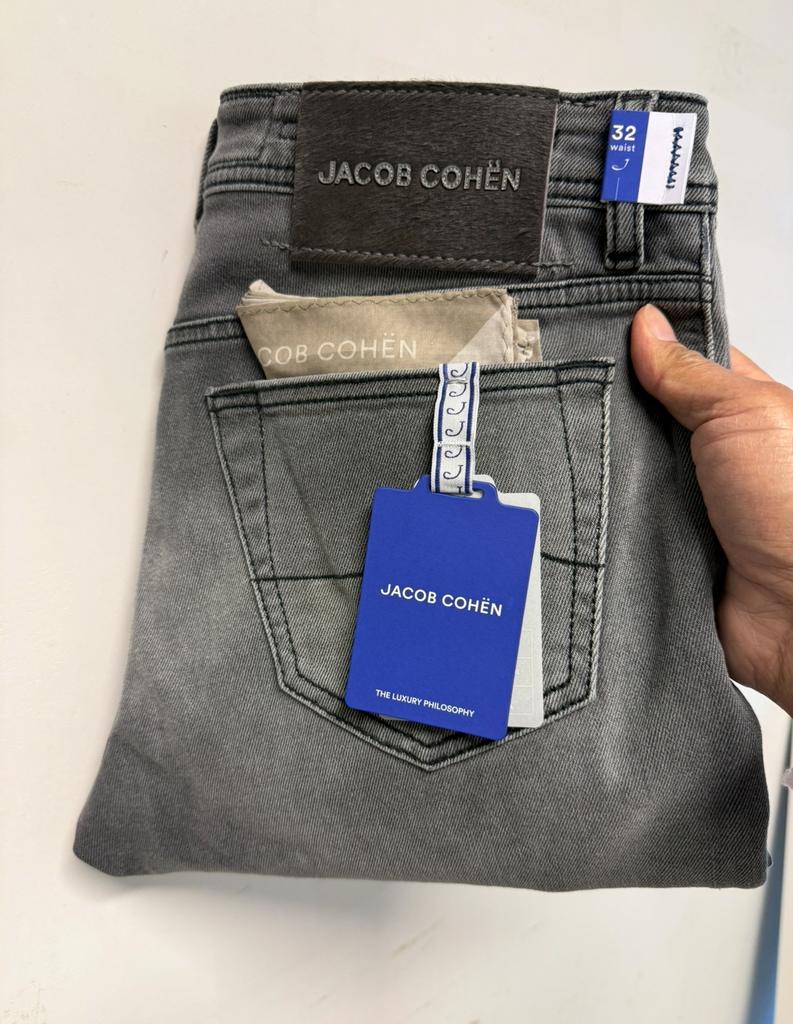 JACOB COHËN
32
waist
J
COB COHËN
J
J
J
J
J
JACOB COHËN
THE LUXURY PHILOSOPHY